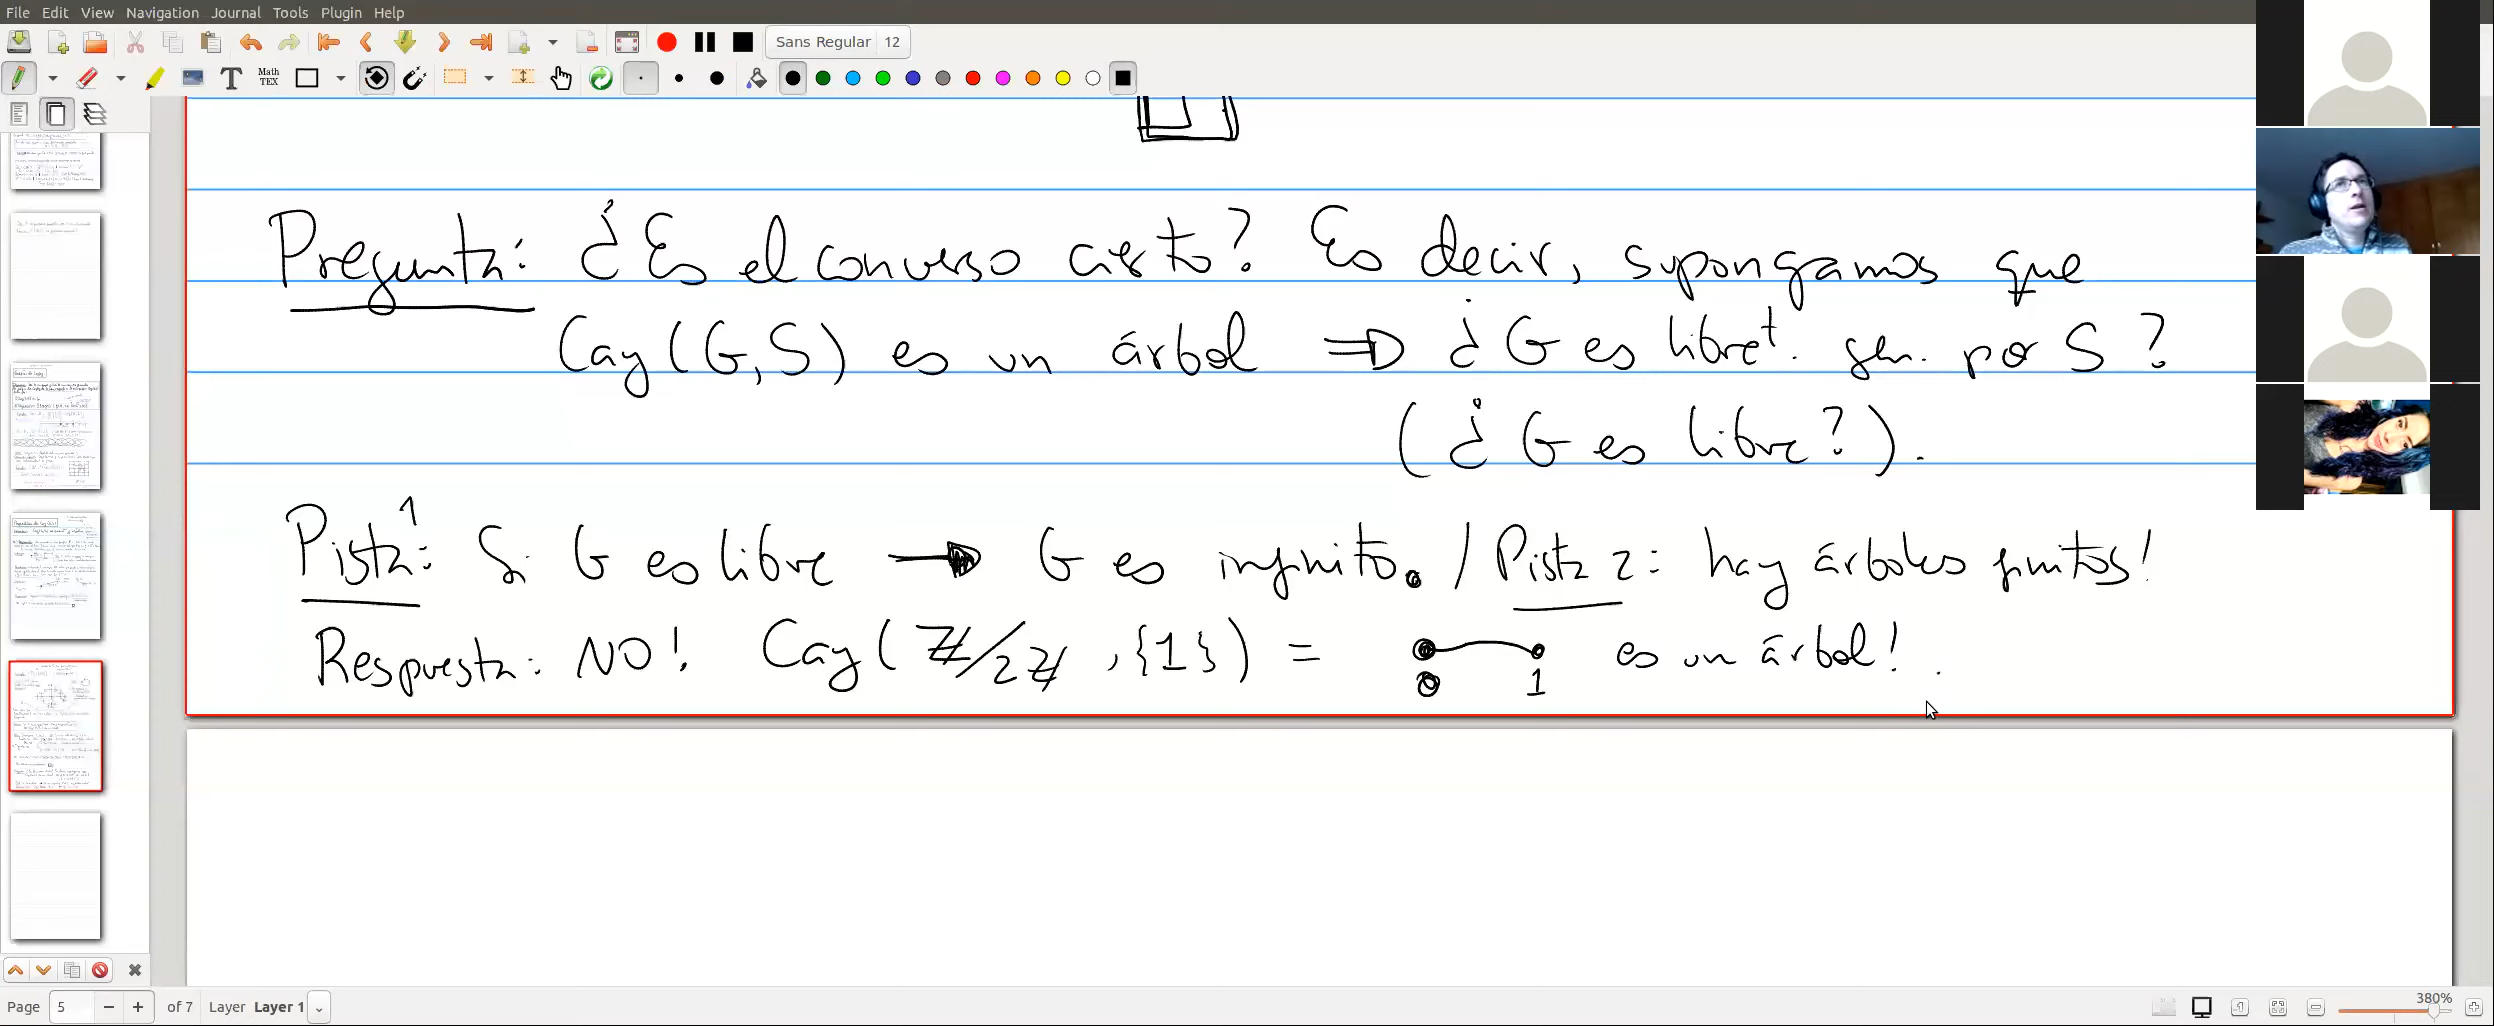 File Edit View Navigation Journal Tools Plugin Help
Sans Regular 12
Math
TEX
Pregunta: ¿Es el converso cierto? Es decir, supongamos que
Cay(G,S) es un árbol ⇒ ¿G es libret. gen. por S?
(¿G es libre?).
Pista 1: Si G es libre → G es infinito. / Pista 2: hay árboles finitos!
Respuesta: NO! Cay(ℤ/2ℤ, {1}) = es un árbol!.
0 1
Page 5 − + of 7 Layer Layer 1
380%